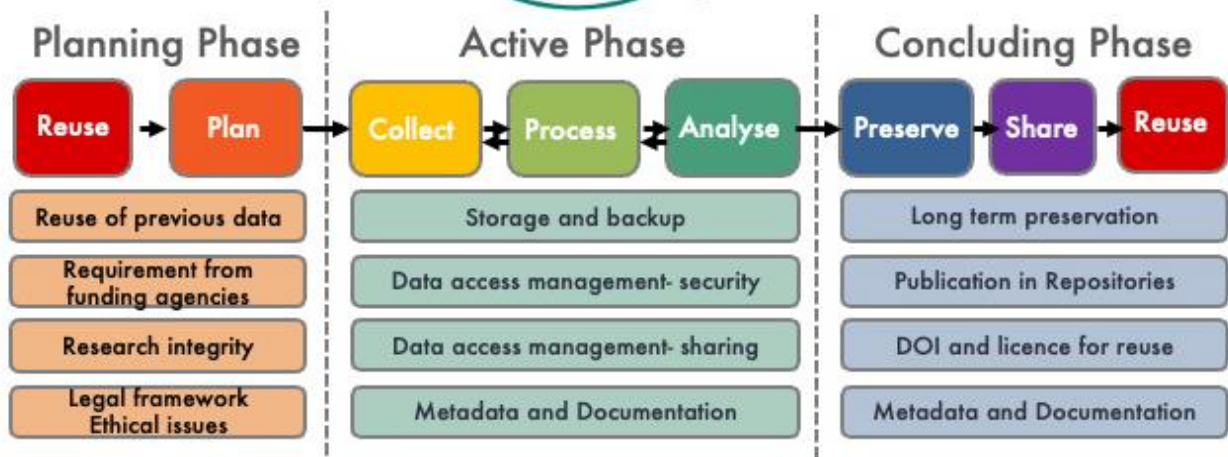 Planning Phase
Active Phase
Concluding Phase
Reuse
Plan
Collect
Process
Analyse
Preserve
Share
Reuse
Reuse of previous data
Requirement from
funding agencies
Research integrity
Legal framework
Ethical issues
Storage and backup
Data access management- security
Data access management- sharing
Metadata and Documentation
Long term preservation
Publication in Repositories
DOI and licence for reuse
Metadata and Documentation